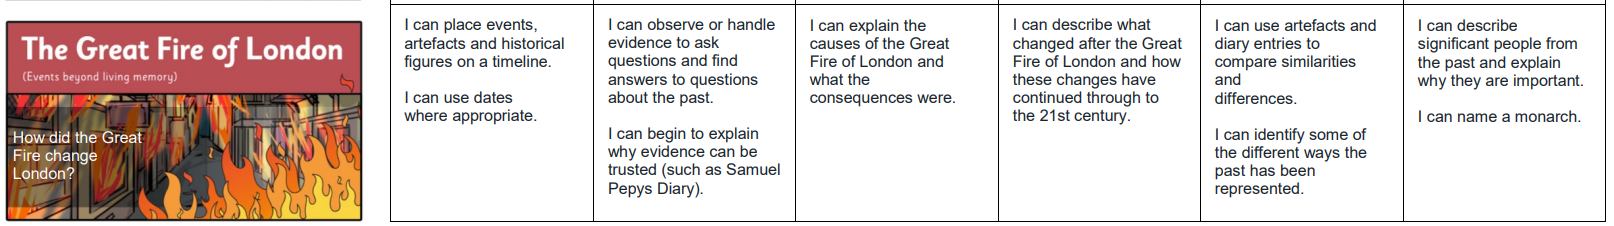 The Great Fire of London
(Events beyond living memory)
How did the Great
Fire change
London?
I can place events,
artefacts and historical
figures on a timeline.
I can use dates
where appropriate.
I can observe or handle
evidence to ask
questions and find
answers to questions
about the past.
I can begin to explain
why evidence can be
trusted (such as Samuel
Pepys Diary).
I can explain the
causes of the Great
Fire of London and
what the
consequences were.
I can describe what
changed after the Great
Fire of London and how
these changes have
continued through to
the 21st century.
I can use artefacts and
diary entries to
compare similarities
and
differences.
I can identify some of
the different ways the
past has been
represented.
I can describe
significant people from
the past and explain
why they are important.
I can name a monarch.